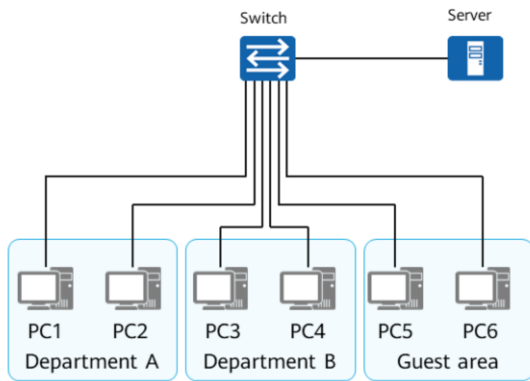 Switch
Server
PC1 PC2 PC3 PC4 PC5 PC6
Department A Department B Guest area